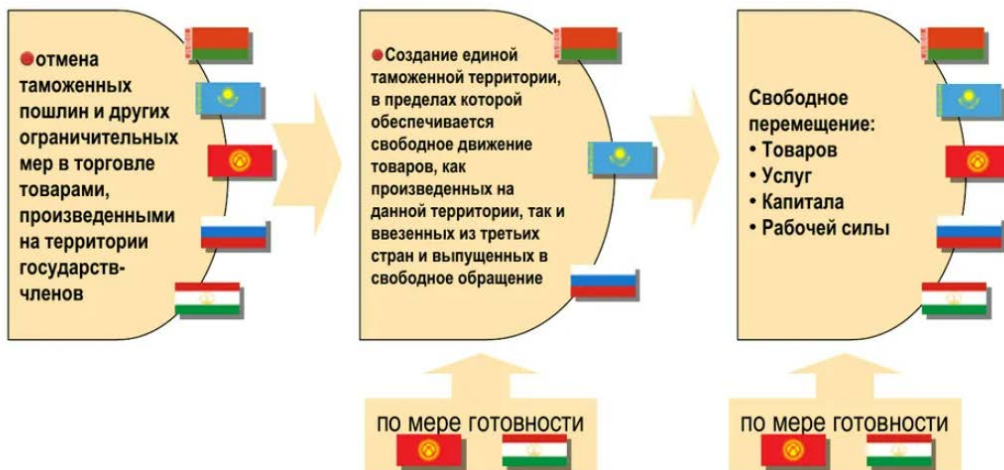 ●отмена
таможенных
пошлин и других
ограничительных
мер в торговле
товарами,
произведенными
на территории
государств-
членов
●Создание единой
таможенной территории,
в пределах которой
обеспечивается
свободное движение
товаров, как
произведенных на
данной территории, так и
ввезенных из третьих
стран и выпущенных в
свободное обращение
Свободное
перемещение:
• Товаров
• Услуг
• Капитала
• Рабочей силы
по мере готовности
по мере готовности